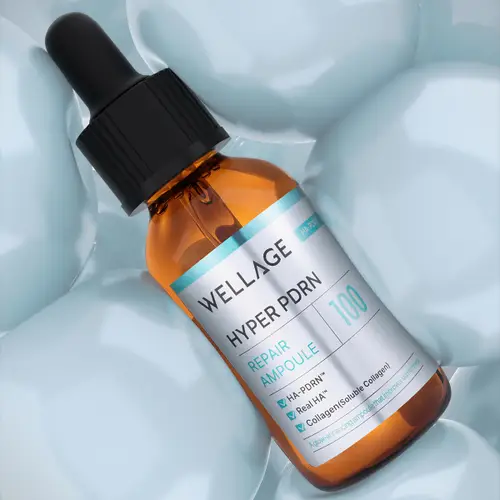 WELLAGE
HYPER PDRN
REPAIR
AMPOULE
100
HA-PDRN™
Real HA™
Collagen(Soluble Collagen)